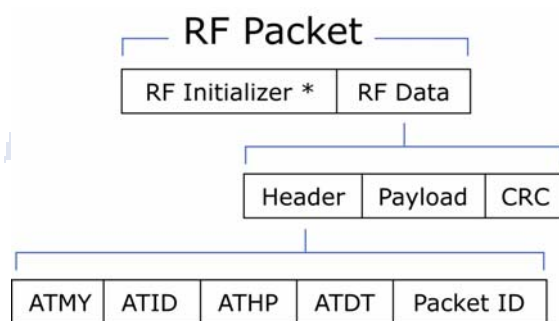 RF Packet
RF Initializer * RF Data
Header Payload CRC
ATMY ATID ATHP ATDT Packet ID